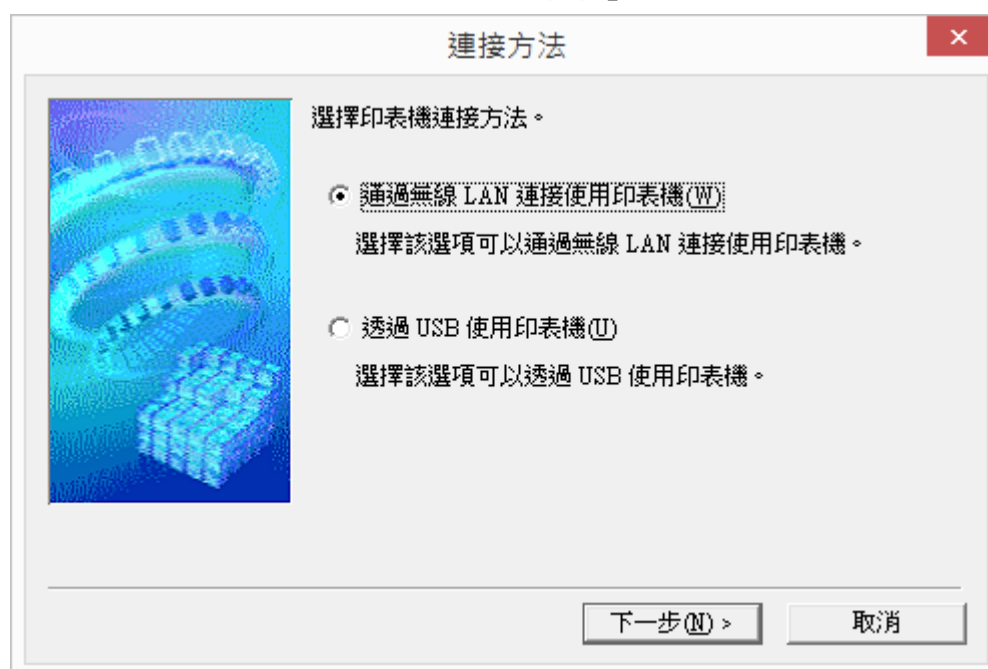 連接方法
選擇印表機連接方法。
通過無線 LAN 連接使用印表機(W)
選擇該選項可以通過無線 LAN 連接使用印表機。
透過 USB 使用印表機(U)
選擇該選項可以透過 USB 使用印表機。
下一步(N) >
取消